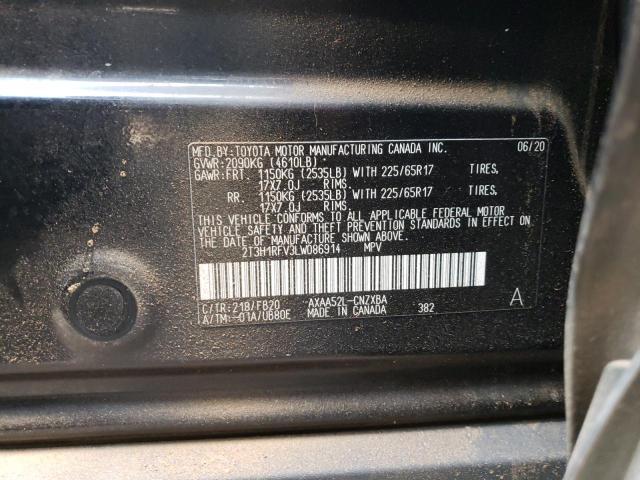 MFD.BY:TOYOTA MOTOR MANUFACTURING CANADA INC. 06/20
GVWR:2090KG (4610LB)
GAWR:FRT. 1150KG (2535LB) WITH 225/65R17 TIRES,
17X7.0J RIMS.
RR. 1150KG (2535LB) WITH 225/65R17 TIRES,
17X7.0J RIMS.
THIS VEHICLE CONFORMS TO ALL APPLICABLE FEDERAL MOTOR
VEHICLE SAFETY AND THEFT PREVENTION STANDARDS IN EFFECT ON
THE DATE OF MANUFACTURE SHOWN ABOVE.
2T3H1RFV3LW086914 MPV
C/TR:218/FB20 AXAA52L-CNZXBA A
A/TM:-01A/UB80E MADE IN CANADA 382